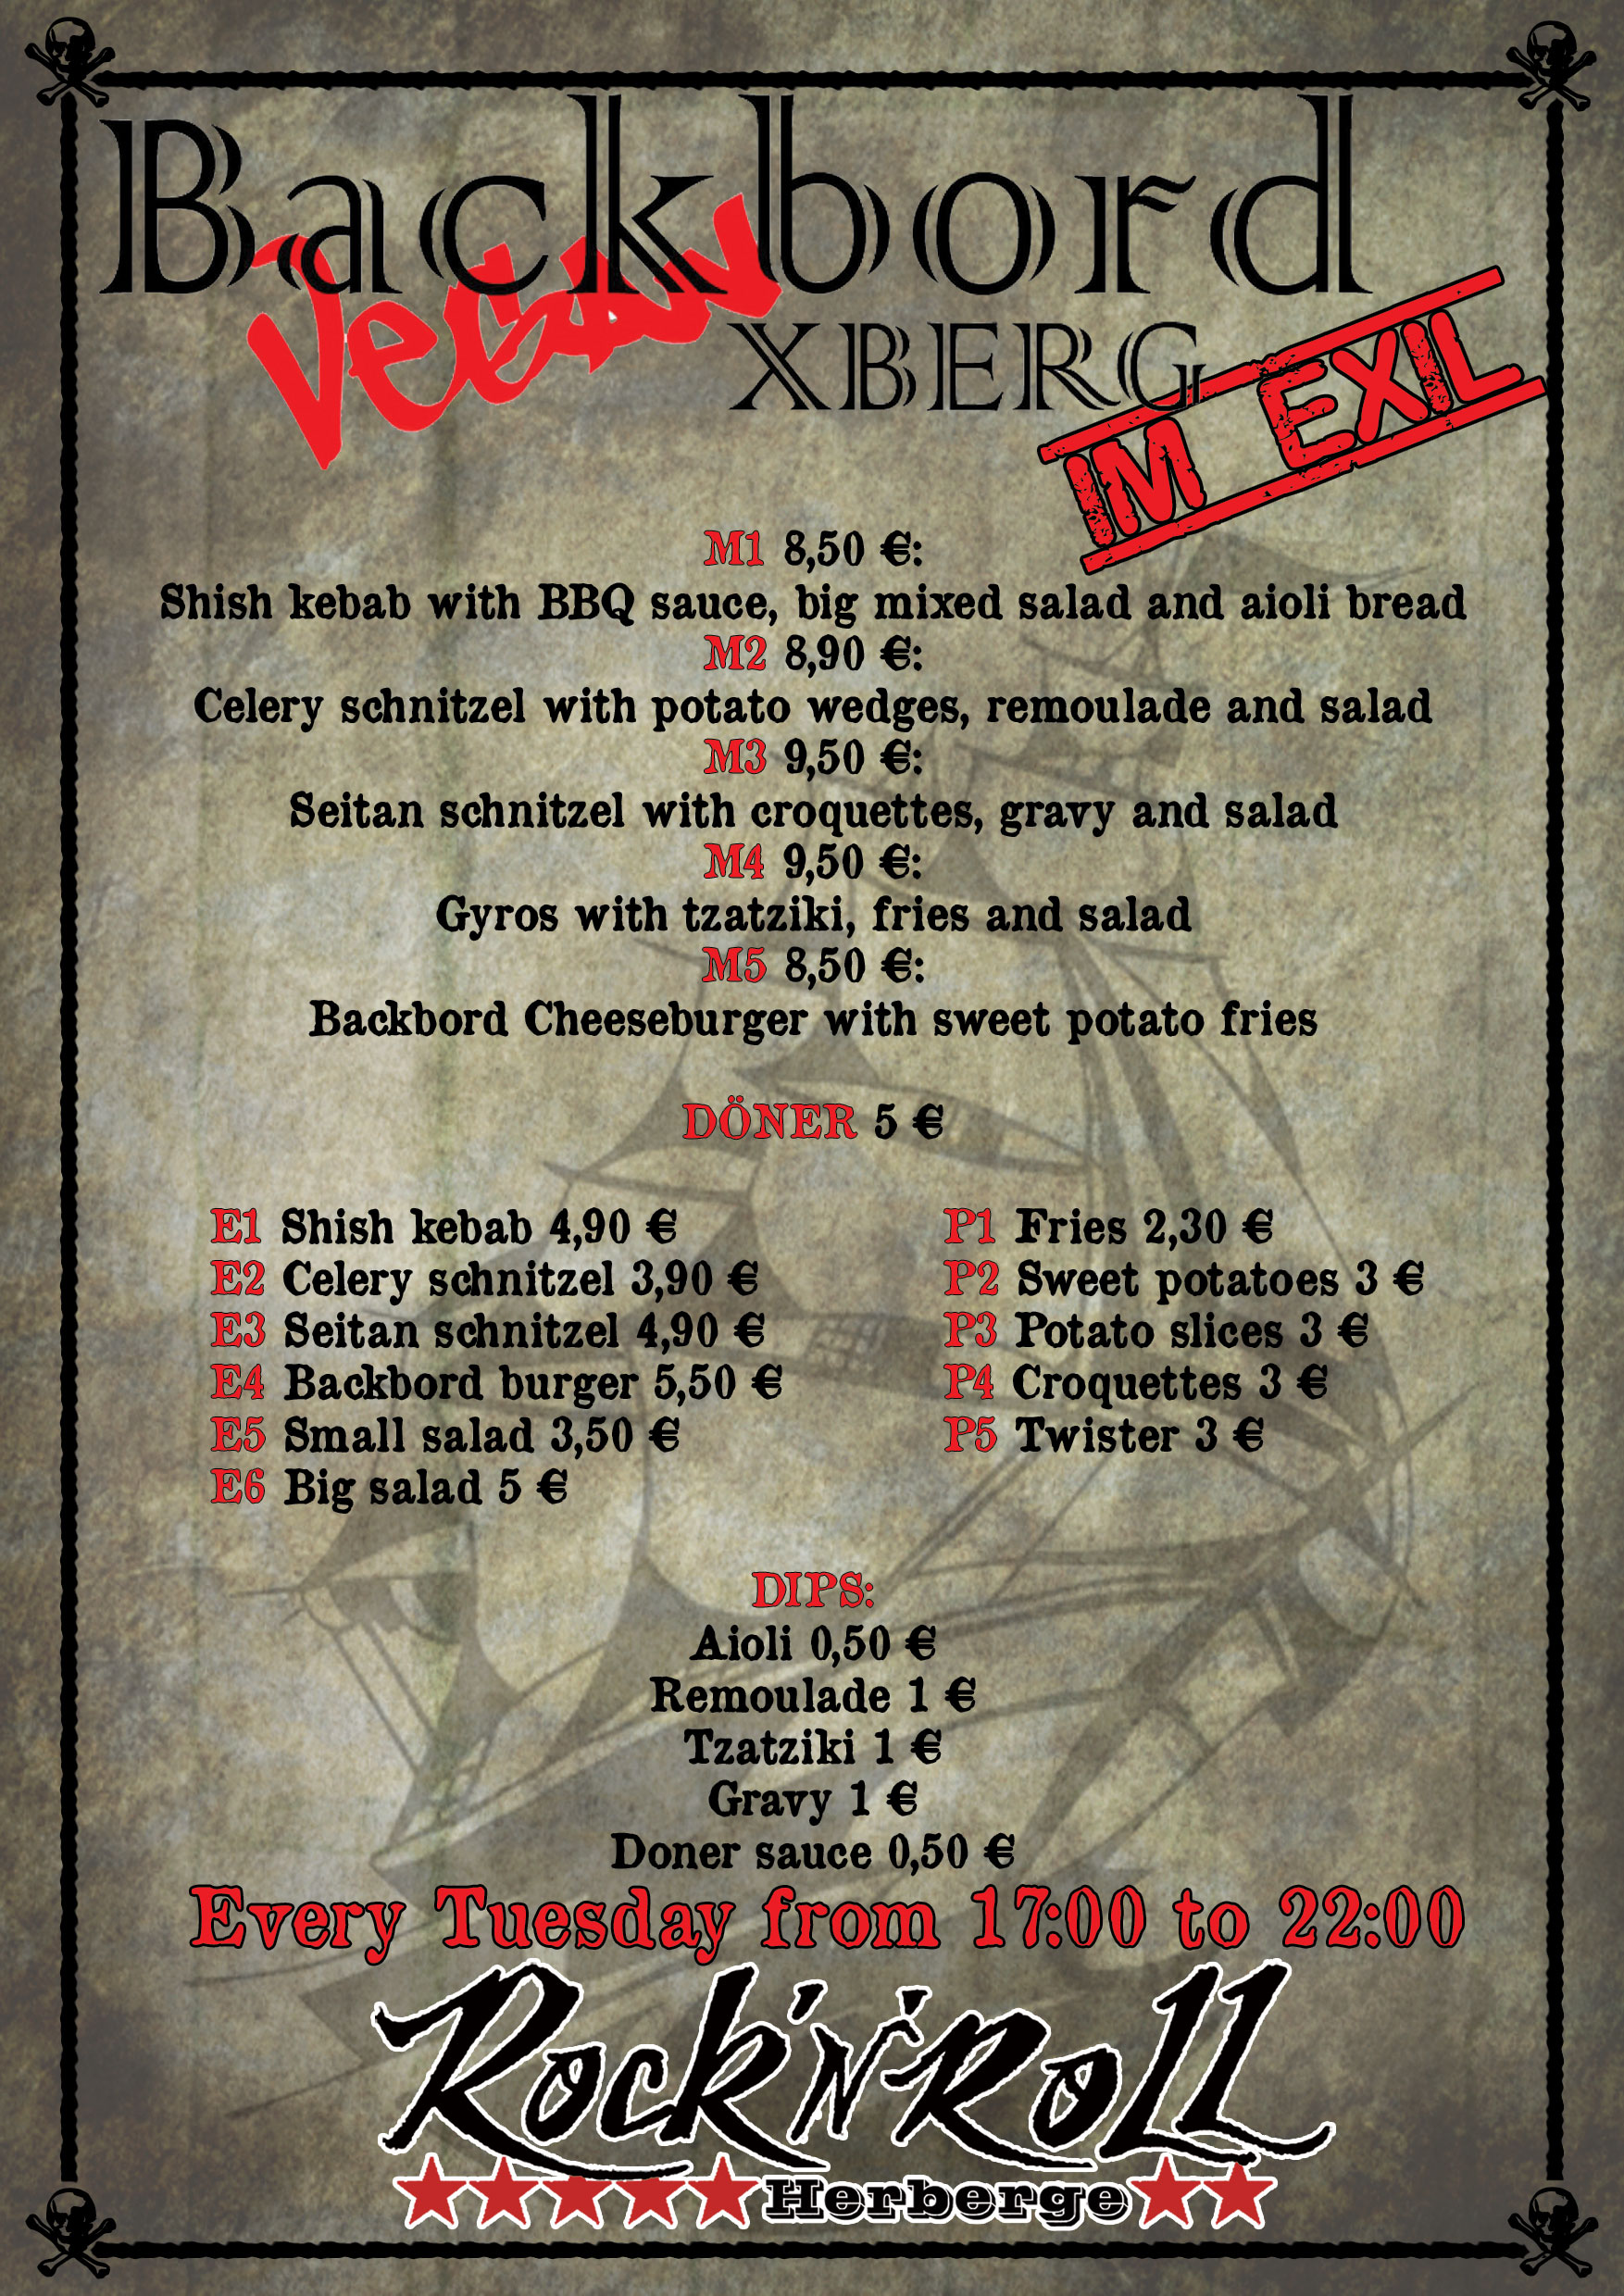 Backbord
VEGAN
XBERG
IM EXIL
M1 8,50 €:
Shish kebab with BBQ sauce, big mixed salad and aioli bread
M2 8,90 €:
Celery schnitzel with potato wedges, remoulade and salad
M3 9,50 €:
Seitan schnitzel with croquettes, gravy and salad
M4 9,50 €:
Gyros with tzatziki, fries and salad
M5 8,50 €:
Backbord Cheeseburger with sweet potato fries
DÖNER 5 €
E1 Shish kebab 4,90 €
E2 Celery schnitzel 3,90 €
E3 Seitan schnitzel 4,90 €
E4 Backbord burger 5,50 €
E5 Small salad 3,50 €
E6 Big salad 5 €
P1 Fries 2,30 €
P2 Sweet potatoes 3 €
P3 Potato slices 3 €
P4 Croquettes 3 €
P5 Twister 3 €
DIPS:
Aioli 0,50 €
Remoulade 1 €
Tzatziki 1 €
Gravy 1 €
Doner sauce 0,50 €
Every Tuesday from 17:00 to 22:00
Rock'n'Roll
Herberge